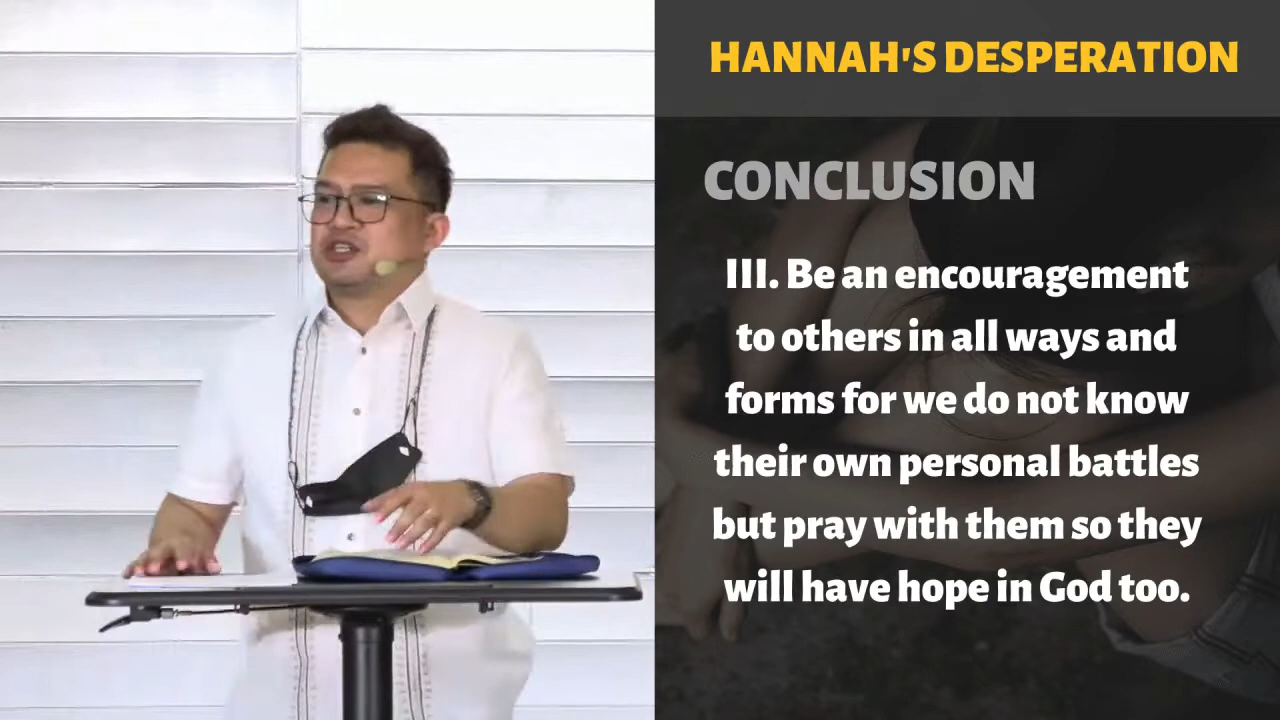 HANNAH'S DESPERATION
CONCLUSION
III. Be an encouragement
to others in all ways and
forms for we do not know
their own personal battles
but pray with them so they
will have hope in God too.